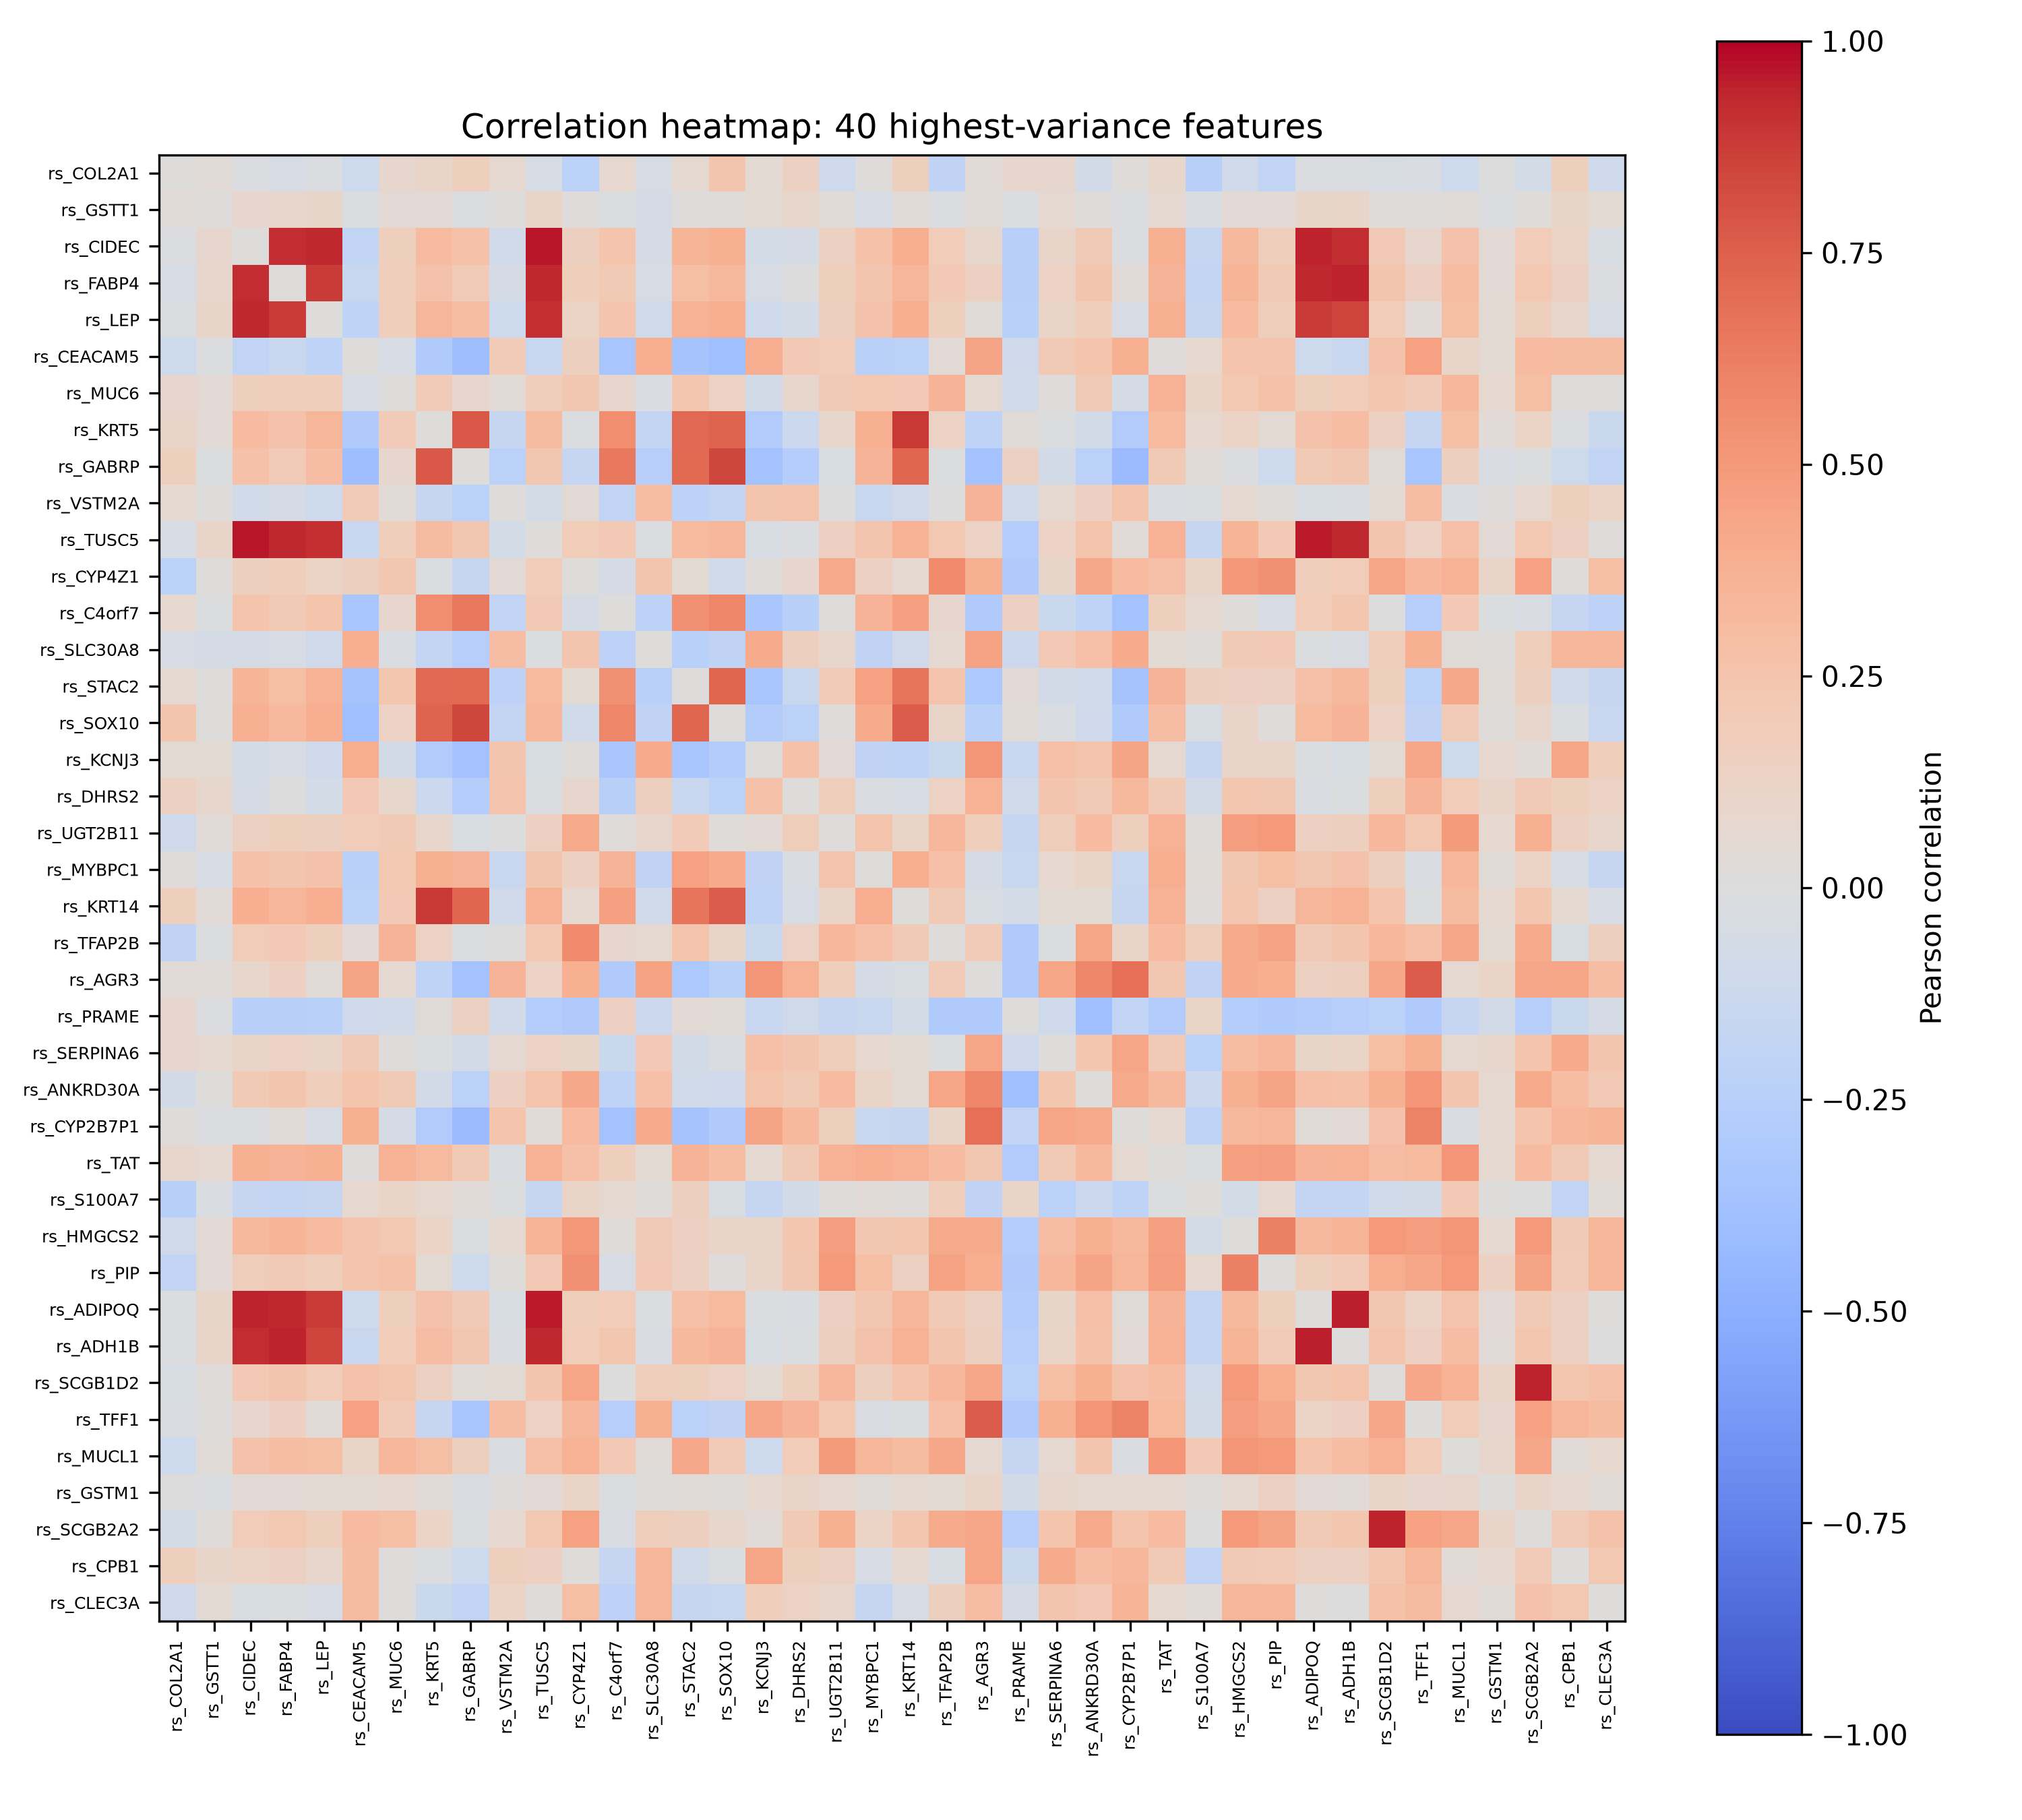 Correlation heatmap: 40 highest-variance features
rs_COL2A1
rs_GSTT1
rs_CIDEC
rs_FABP4
rs_LEP
rs_CEACAM5
rs_MUC6
rs_KRT5
rs_GABRP
rs_VSTM2A
rs_TUSC5
rs_CYP4Z1
rs_C4orf7
rs_SLC30A8
rs_STAC2
rs_SOX10
rs_KCNJ3
rs_DHRS2
rs_UGT2B11
rs_MYBPC1
rs_KRT14
rs_TFAP2B
rs_AGR3
rs_PRAME
rs_SERPINA6
rs_ANKRD30A
rs_CYP2B7P1
rs_TAT
rs_S100A7
rs_HMGCS2
rs_PIP
rs_ADIPOQ
rs_ADH1B
rs_SCGB1D2
rs_TFF1
rs_MUCL1
rs_GSTM1
rs_SCGB2A2
rs_CPB1
rs_CLEC3A
rs_COL2A1
rs_GSTT1
rs_CIDEC
rs_FABP4
rs_LEP
rs_CEACAM5
rs_MUC6
rs_KRT5
rs_GABRP
rs_VSTM2A
rs_TUSC5
rs_CYP4Z1
rs_C4orf7
rs_SLC30A8
rs_STAC2
rs_SOX10
rs_KCNJ3
rs_DHRS2
rs_UGT2B11
rs_MYBPC1
rs_KRT14
rs_TFAP2B
rs_AGR3
rs_PRAME
rs_SERPINA6
rs_ANKRD30A
rs_CYP2B7P1
rs_TAT
rs_S100A7
rs_HMGCS2
rs_PIP
rs_ADIPOQ
rs_ADH1B
rs_SCGB1D2
rs_TFF1
rs_MUCL1
rs_GSTM1
rs_SCGB2A2
rs_CPB1
rs_CLEC3A
1.00
0.75
0.50
0.25
0.00
−0.25
−0.50
−0.75
−1.00
Pearson correlation